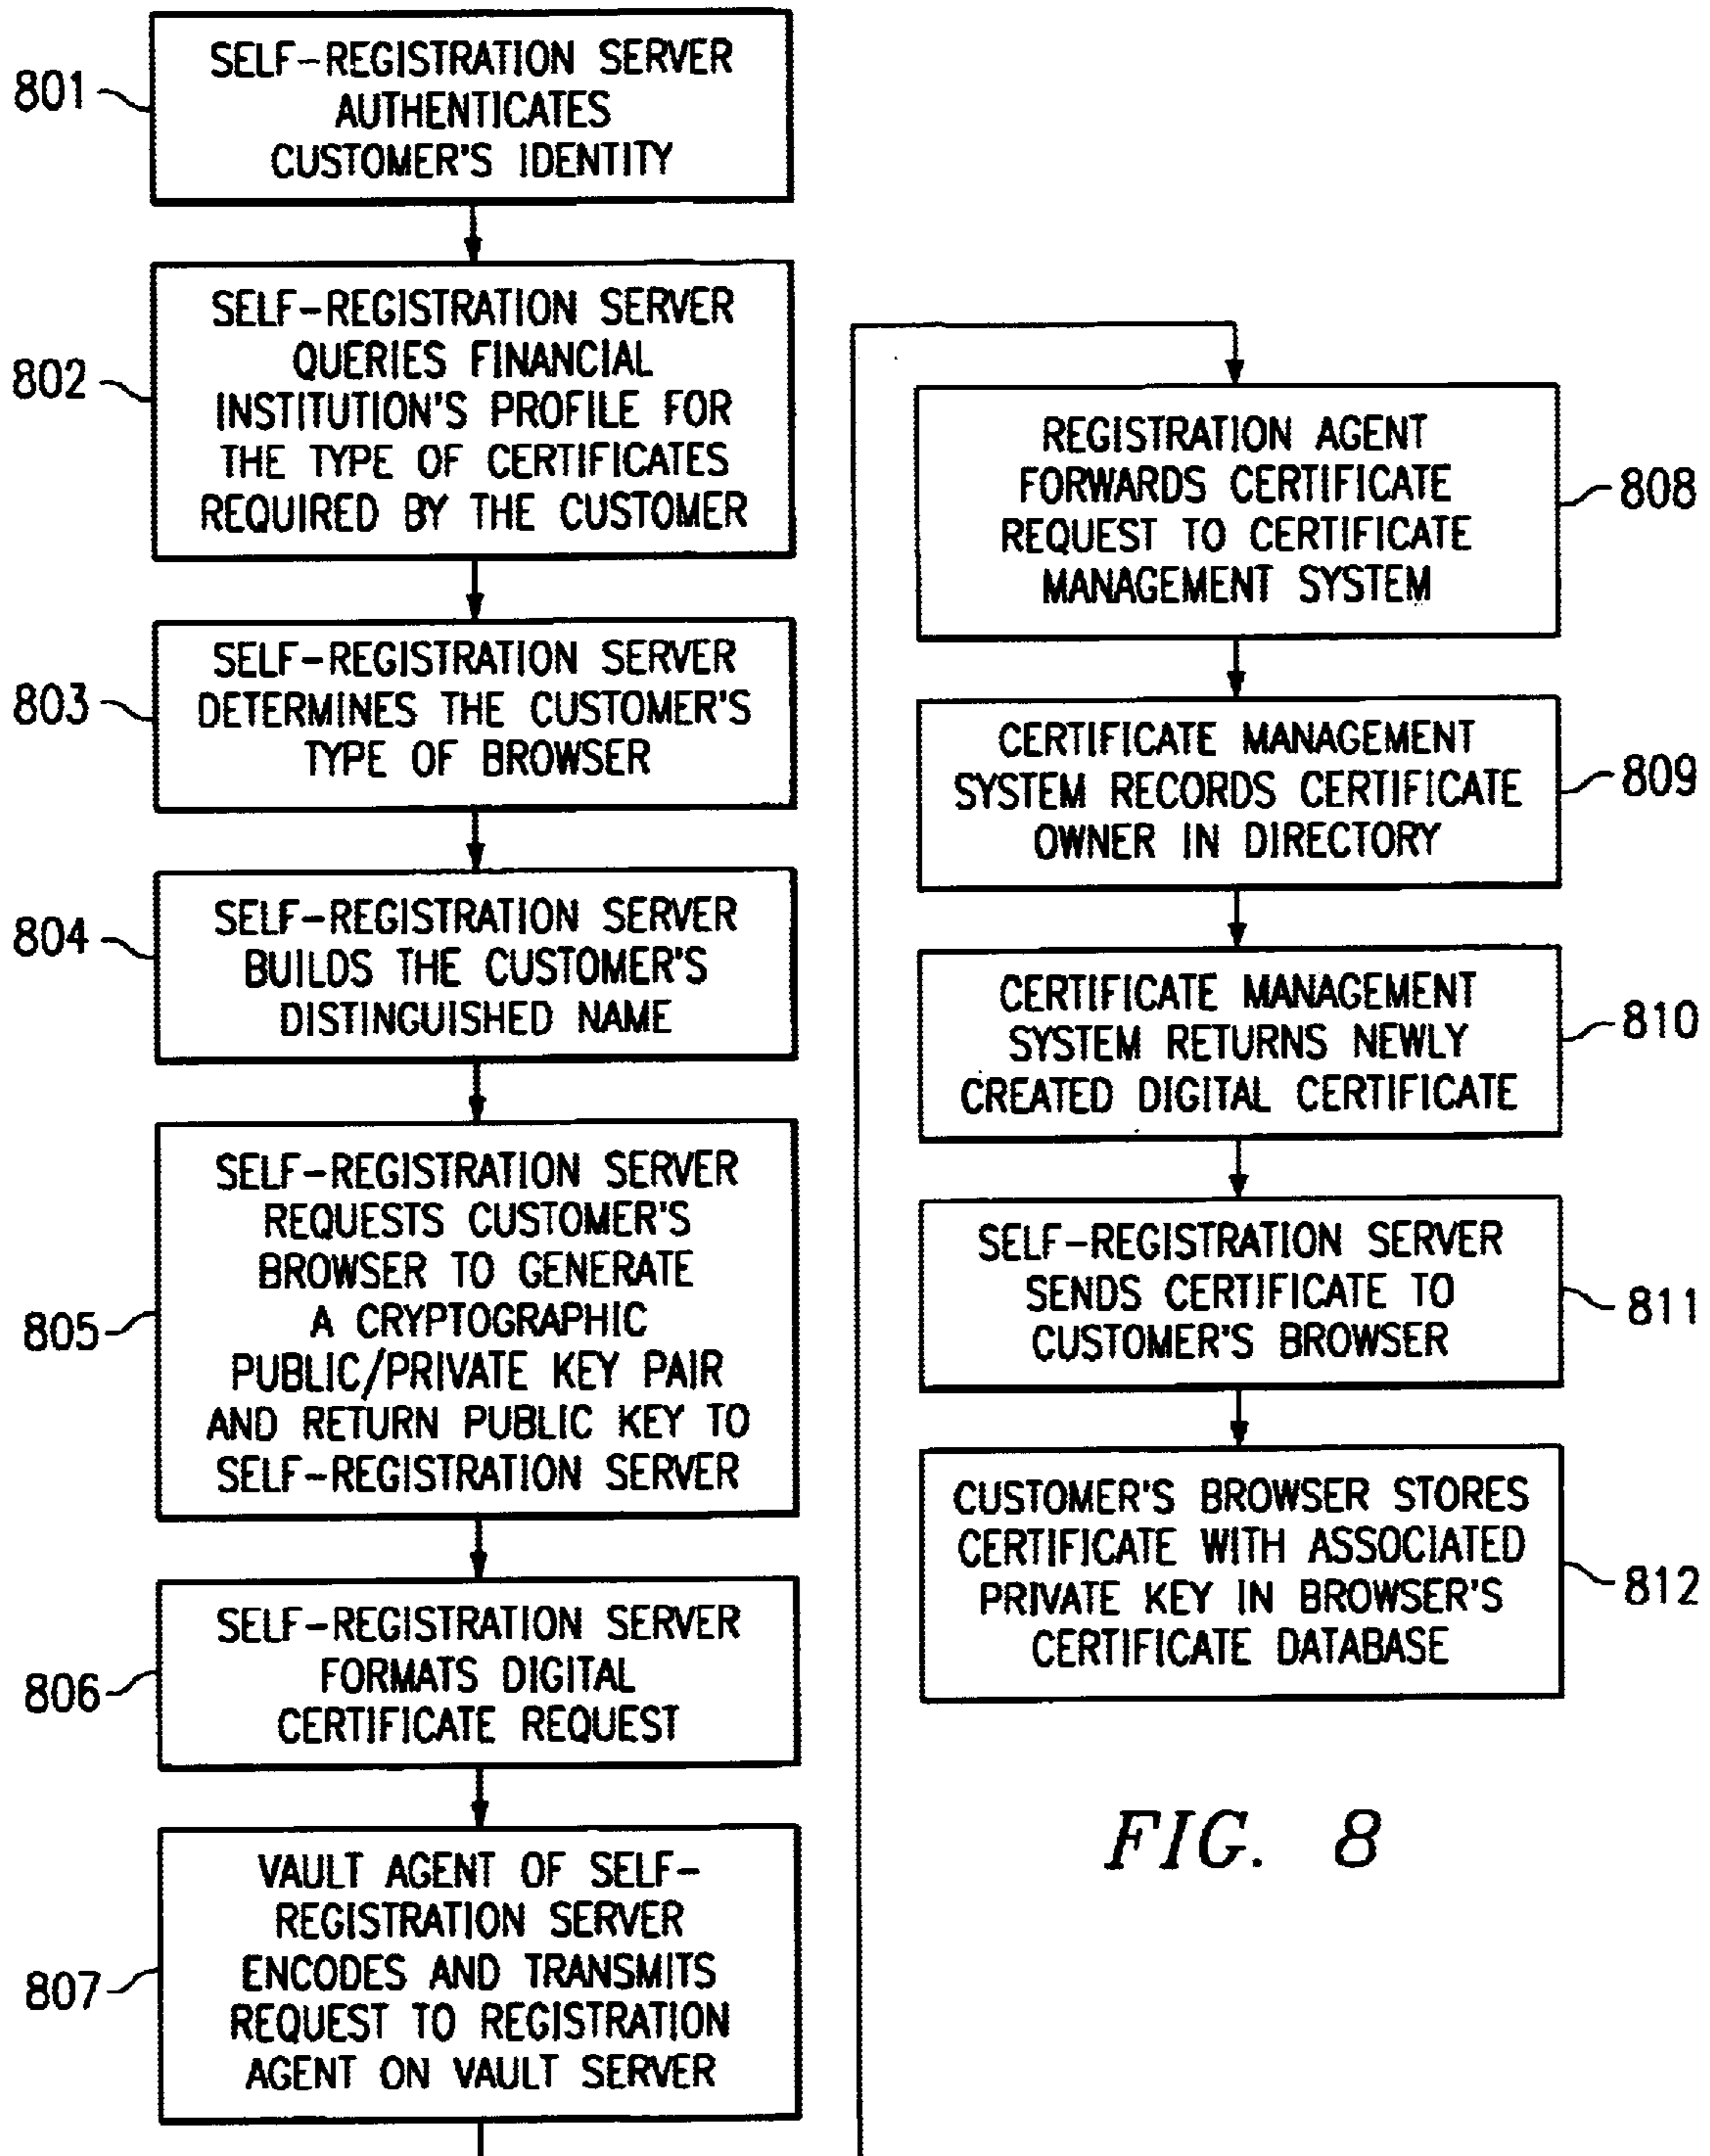 801
SELF-REGISTRATION SERVER
AUTHENTICATES
CUSTOMER'S IDENTITY
802
SELF-REGISTRATION SERVER
QUERIES FINANCIAL
INSTITUTION'S PROFILE FOR
THE TYPE OF CERTIFICATES
REQUIRED BY THE CUSTOMER
803
SELF-REGISTRATION SERVER
DETERMINES THE CUSTOMER'S
TYPE OF BROWSER
804
SELF-REGISTRATION SERVER
BUILDS THE CUSTOMER'S
DISTINGUISHED NAME
805
SELF-REGISTRATION SERVER
REQUESTS CUSTOMER'S
BROWSER TO GENERATE
A CRYPTOGRAPHIC
PUBLIC/PRIVATE KEY PAIR
AND RETURN PUBLIC KEY TO
SELF-REGISTRATION SERVER
806
SELF-REGISTRATION SERVER
FORMATS DIGITAL
CERTIFICATE REQUEST
807
VAULT AGENT OF SELF-
REGISTRATION SERVER
ENCODES AND TRANSMITS
REQUEST TO REGISTRATION
AGENT ON VAULT SERVER
REGISTRATION AGENT
FORWARDS CERTIFICATE
REQUEST TO CERTIFICATE
MANAGEMENT SYSTEM
808
CERTIFICATE MANAGEMENT
SYSTEM RECORDS CERTIFICATE
OWNER IN DIRECTORY
809
CERTIFICATE MANAGEMENT
SYSTEM RETURNS NEWLY
CREATED DIGITAL CERTIFICATE
810
SELF-REGISTRATION SERVER
SENDS CERTIFICATE TO
CUSTOMER'S BROWSER
811
CUSTOMER'S BROWSER STORES
CERTIFICATE WITH ASSOCIATED
PRIVATE KEY IN BROWSER'S
CERTIFICATE DATABASE
812
FIG. 8